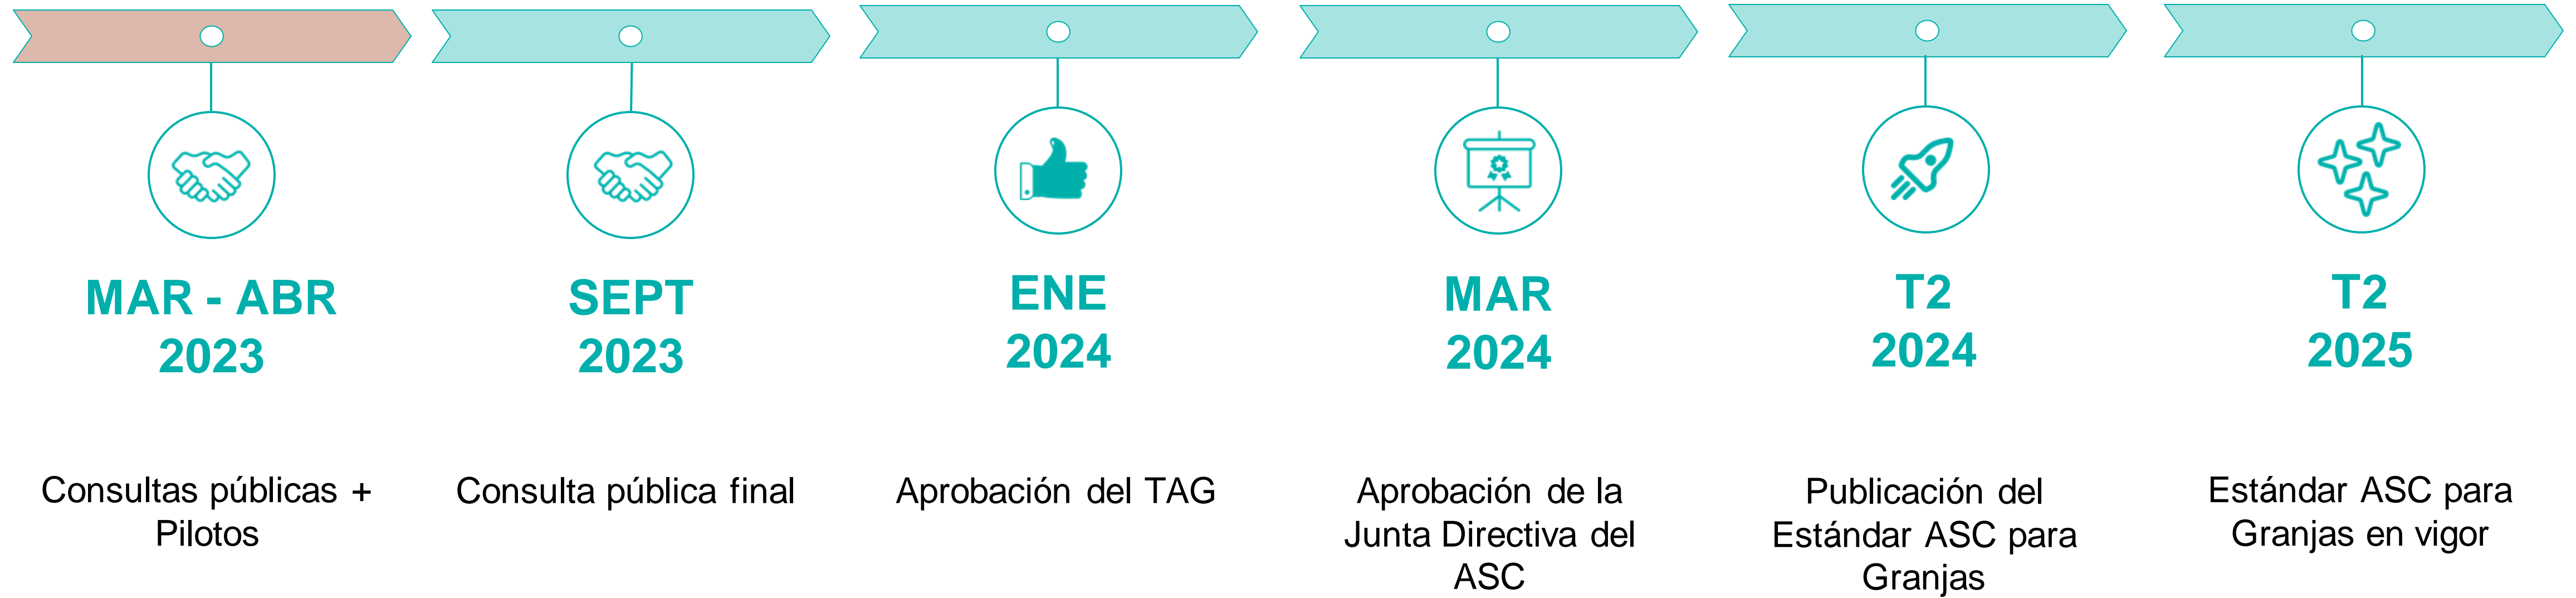 MAR - ABR
2023
Consultas públicas +
Pilotos
SEPT
2023
Consulta pública final
ENE
2024
Aprobación del TAG
MAR
2024
Aprobación de la
Junta Directiva del
ASC
T2
2024
Publicación del
Estándar ASC para
Granjas
T2
2025
Estándar ASC para
Granjas en vigor